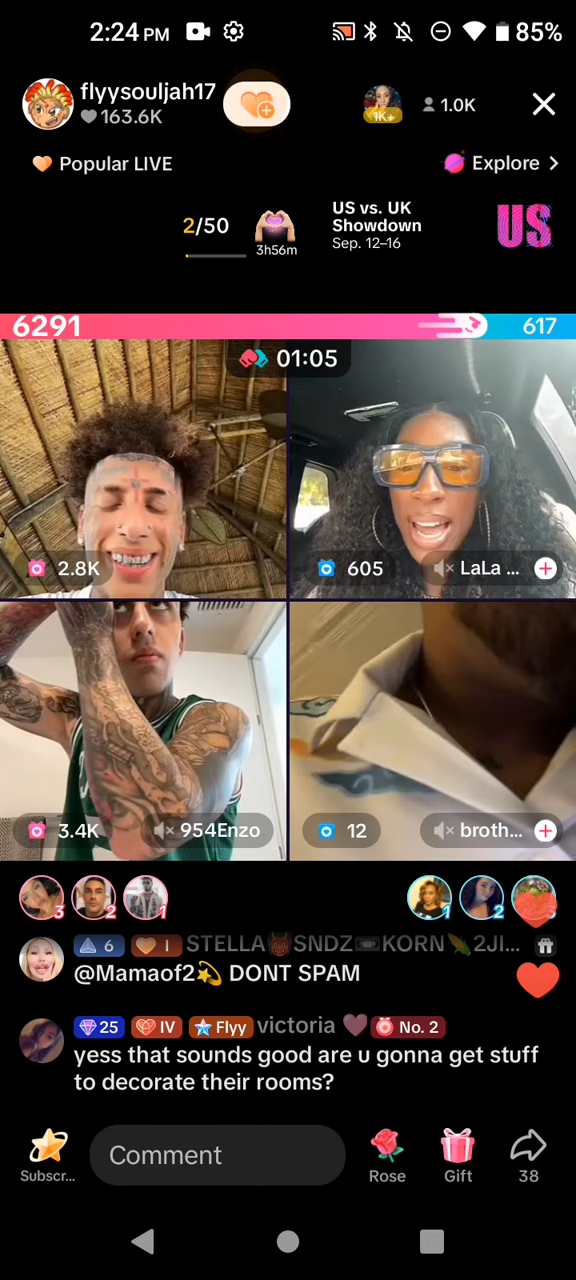 2:24 PM
85%
flyysouljah17
163.6K
1K+
1.0K
Popular LIVE
Explore >
2/50
3h56m
US vs. UK
Showdown
Sep. 12–16
US
6291
617
01:05
2.8K
605
LaLa ...
3.4K
954Enzo
12
broth...
3
2
1
1
2
6 I STELLA👹SNDZ📼KORN🌽2JI...
@Mamaof2💫 DONT SPAM
25 IV Flyy victoria 💜 No. 2
yess that sounds good are u gonna get stuff
to decorate their rooms?
Subscr...
Comment
Rose
Gift
38